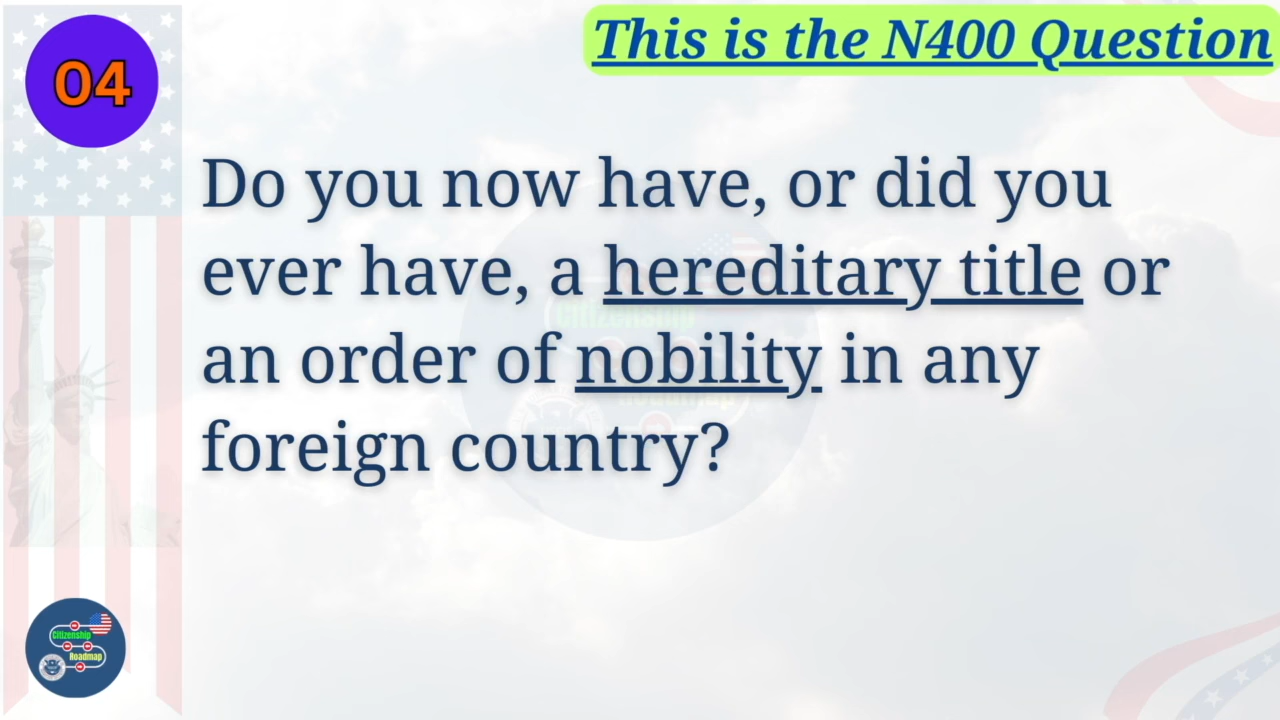 04
This is the N400 Question
Do you now have, or did you
ever have, a hereditary title or
an order of nobility in any
foreign country?
Citizenship
Roadmap